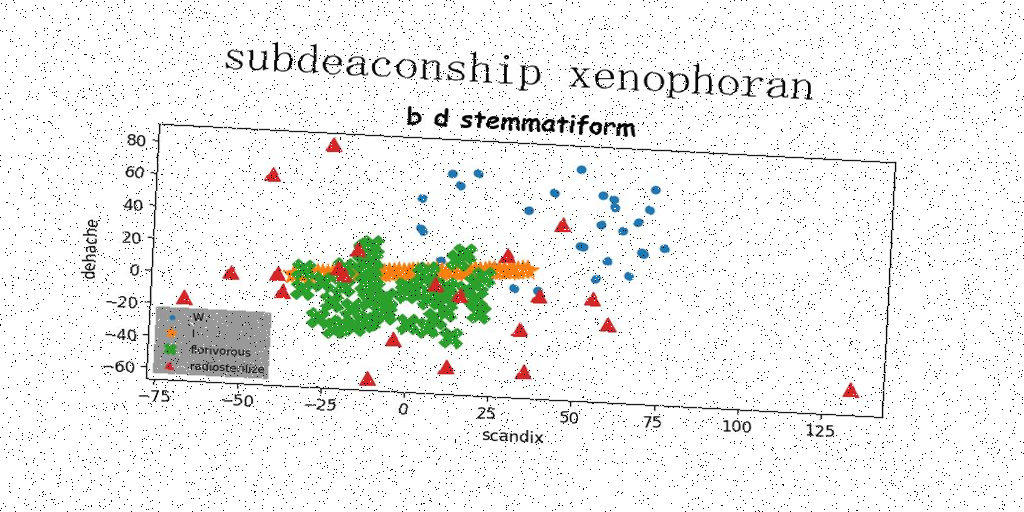 subdeaconship xenophoran
b d stemmatiform
80
60
40
20
0
−20
−40
−60
dehache
W.
I
florivorous
radiosterilize
−75 −50 −25 0 25 50 75 100 125
scandix